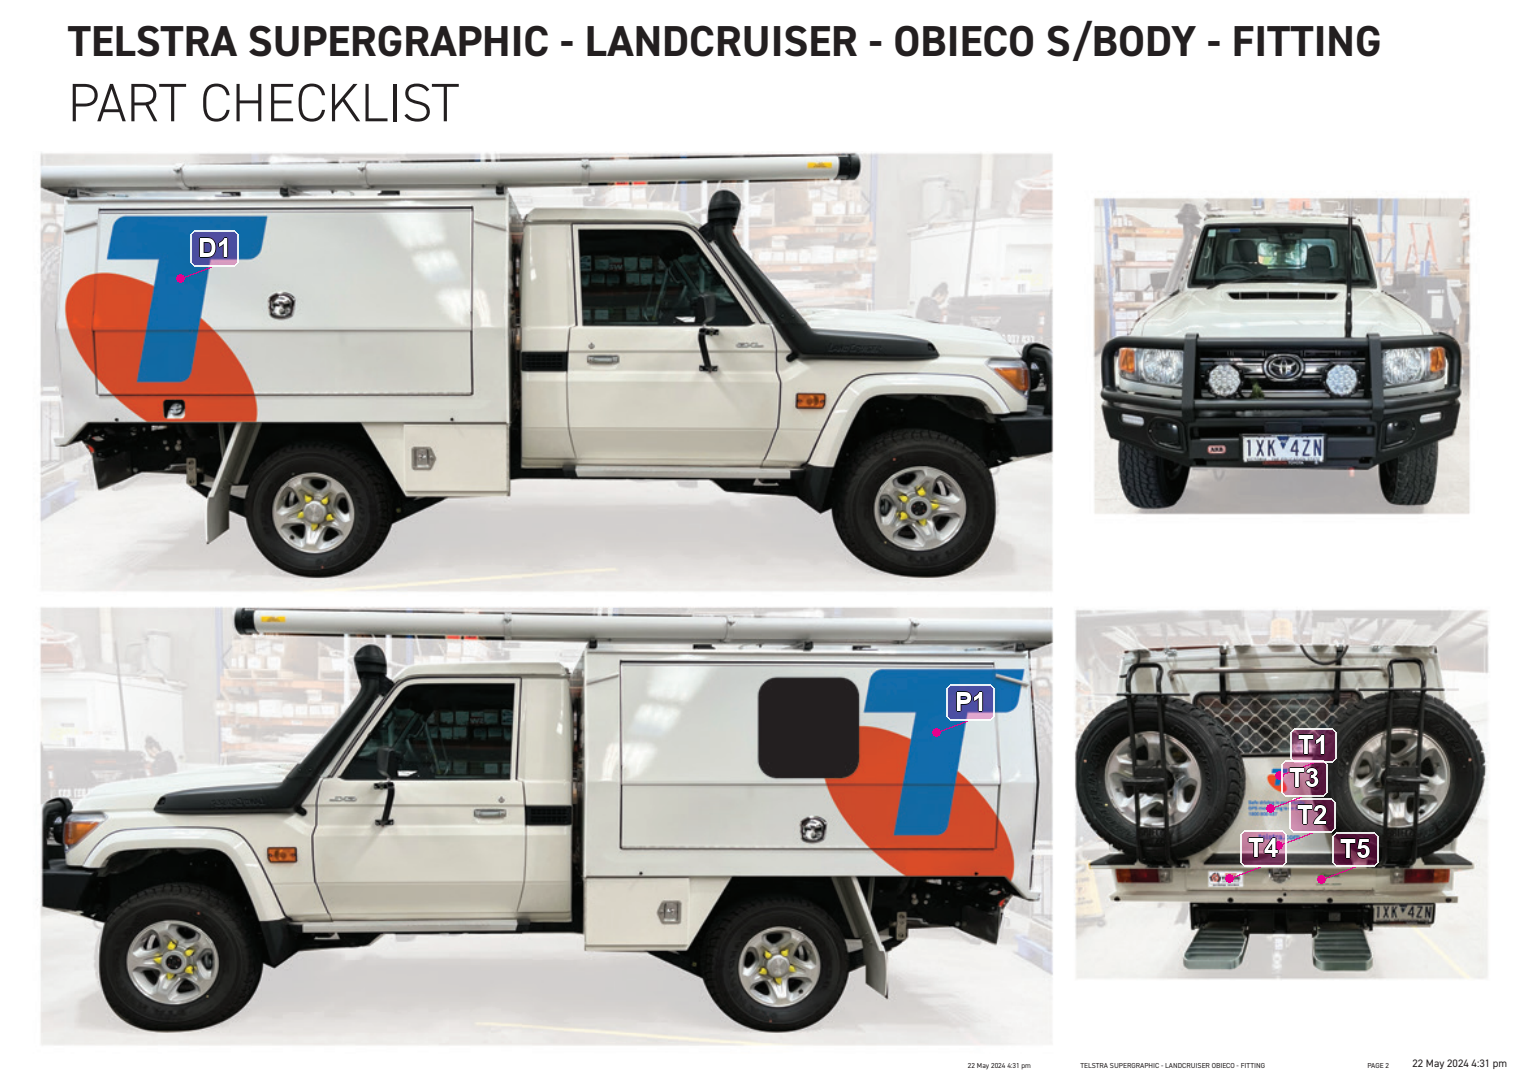 TELSTRA SUPERGRAPHIC - LANDCRUISER - OBIECO S/BODY - FITTING
PART CHECKLIST
D1
1XK 4ZN
ARB
P1
T1
T3
T2
T4
T5
1XK 4ZN
22 May 2024 4:31 pm
TELSTRA SUPERGRAPHIC - LANDCRUISER OBIECO - FITTING
PAGE 2
22 May 2024 4:31 pm